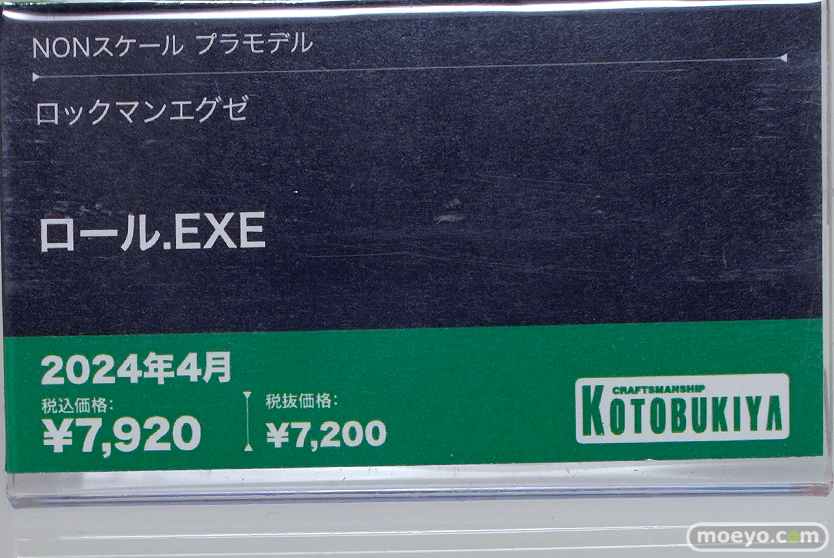 NONスケール プラモデル
ロックマンエグゼ
ロール.EXE
2024年4月
税込価格:
¥7,920
税抜価格:
¥7,200
CRAFTSMANSHIP
KOTOBUKIYA
moeyo.com